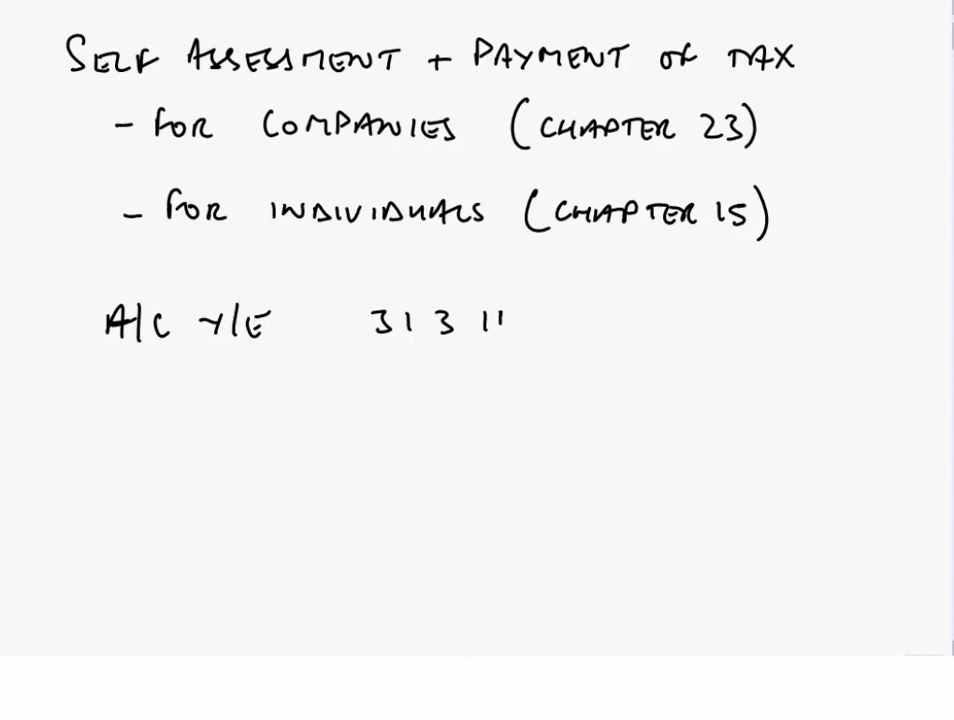 SELF ASSESSMENT + PAYMENT OF TAX
- FOR COMPANIES (CHAPTER 23)
- FOR INDIVIDUALS (CHAPTER 15)
A/C Y/E 31 3 11